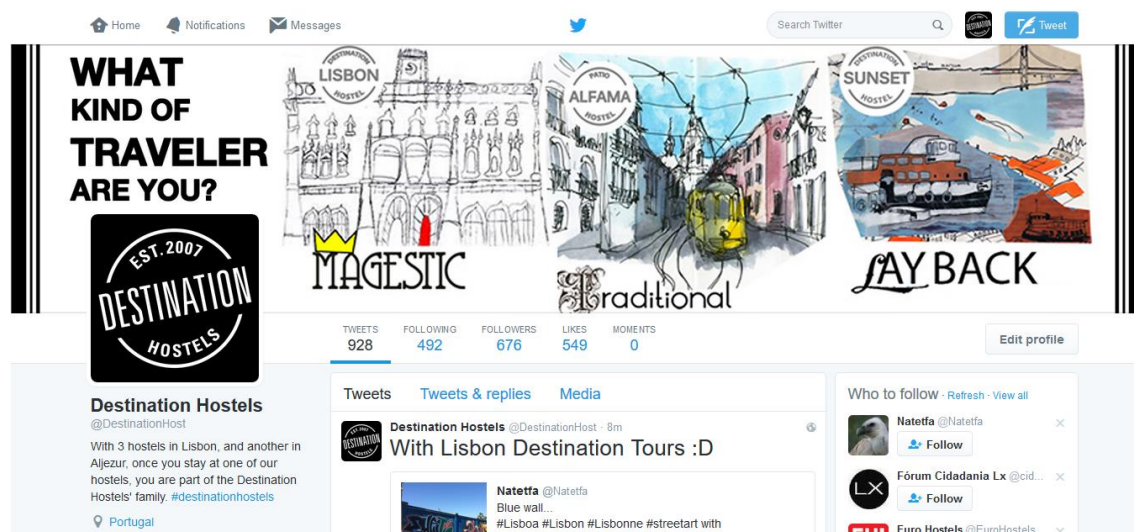 Home Notifications Messages Search Twitter Tweet
WHAT
KIND OF
TRAVELER
ARE YOU?
DESTINATION
LISBON
HOSTEL
MAGESTIC
PATIO
ALFAMA
HOSTEL
Traditional
DESTINATION
SUNSET
HOSTEL
LAY BACK
EST. 2007
DESTINATION
HOSTELS
TWEETS FOLLOWING FOLLOWERS LIKES MOMENTS
928 492 676 549 0
Edit profile
Destination Hostels
@DestinationHost
With 3 hostels in Lisbon, and another in
Aljezur, once you stay at one of our
hostels, you are part of the Destination
Hostels' family. #destinationhostels
Portugal
Tweets Tweets & replies Media
Destination Hostels @DestinationHost · 8m
With Lisbon Destination Tours :D
Natetfa @Natetfa
Blue wall...
#Lisboa #Lisbon #Lisbonne #streetart with
Who to follow · Refresh · View all
Natetfa @Natetfa
Follow
LX
Fórum Cidadania Lx @cid...
Follow
Euro Hostels @EuroHostels